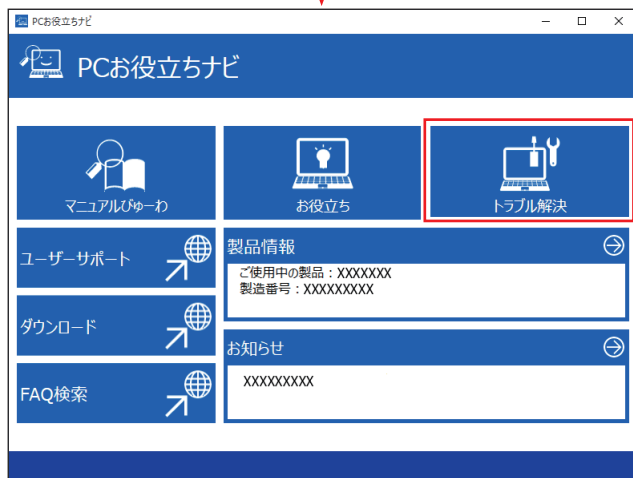 PCお役立ちナビ
PCお役立ちナビ
マニュアルびゅーわ
お役立ち
トラブル解決
ユーザーサポート
製品情報
ご使用中の製品：XXXXXXX
製造番号：XXXXXXXXX
ダウンロード
お知らせ
XXXXXXXXX
FAQ検索